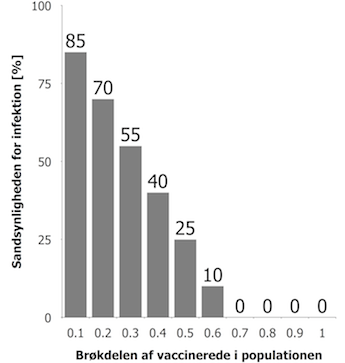 Sandsynligheden for infektion [%]
100
75
50
25
0
85
70
55
40
25
10
0 0 0 0
0.1 0.2 0.3 0.4 0.5 0.6 0.7 0.8 0.9 1
Brøkdelen af vaccinerede i populationen